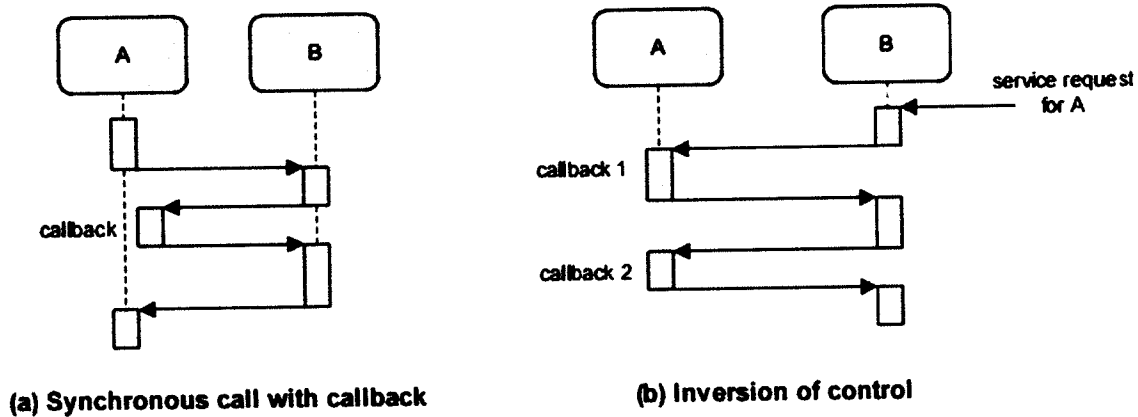 A
B
callback
(a) Synchronous call with callback
A
B
service request
for A
callback 1
callback 2
(b) Inversion of control